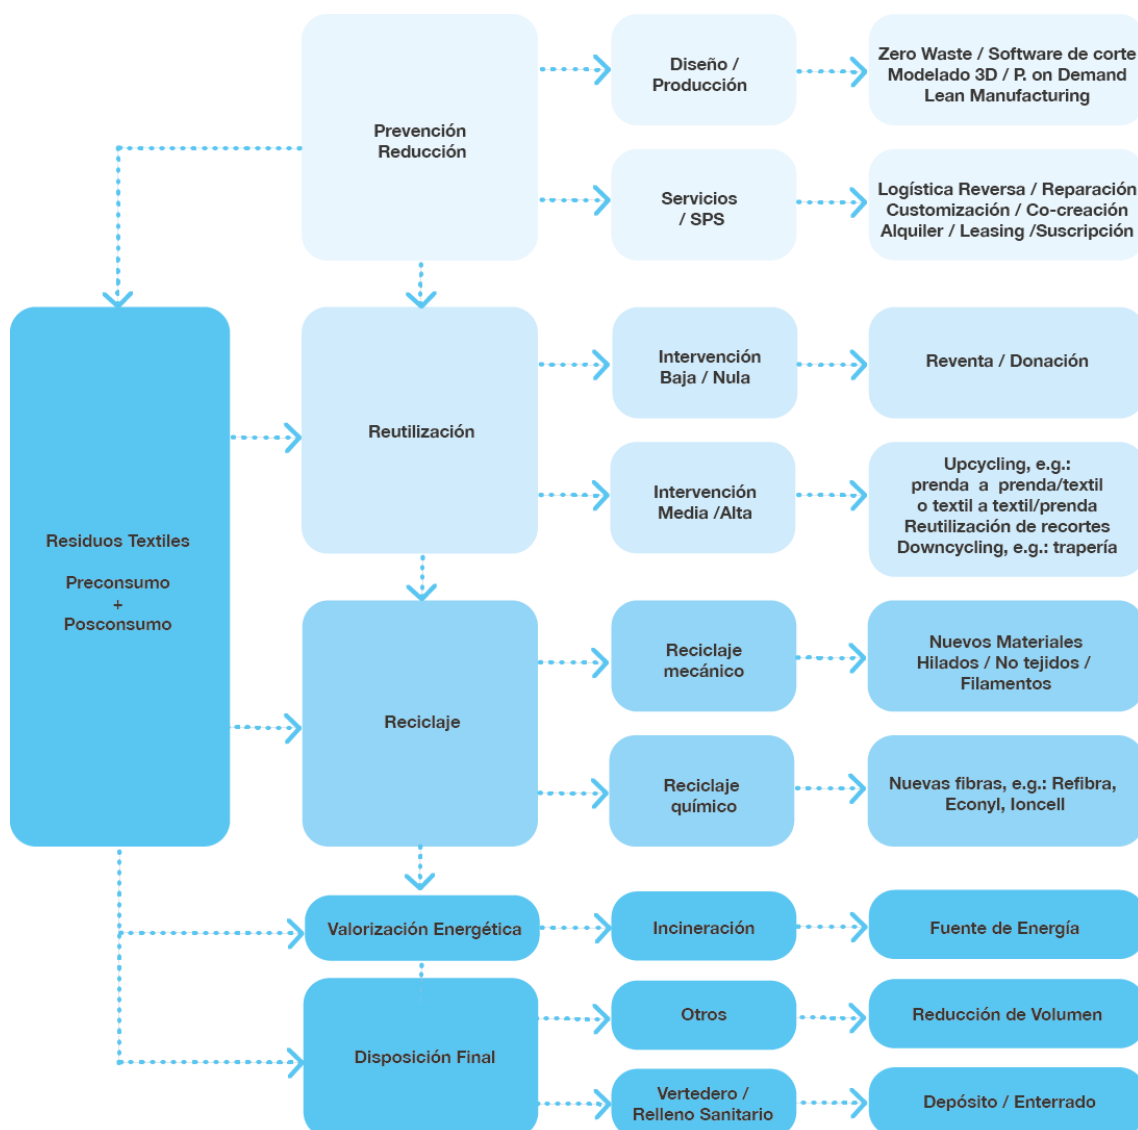 Prevención
Reducción
Diseño /
Producción
Zero Waste / Software de corte
Modelado 3D / P. on Demand
Lean Manufacturing
Servicios
/ SPS
Logística Reversa / Reparación
Customización / Co-creación
Alquiler / Leasing /Suscripción
Residuos Textiles
Preconsumo
+
Posconsumo
Reutilización
Intervención
Baja / Nula
Reventa / Donación
Intervención
Media /Alta
Upcycling, e.g.:
prenda a prenda/textil
o textil a textil/prenda
Reutilización de recortes
Downcycling, e.g.: trapería
Reciclaje
Reciclaje
mecánico
Nuevos Materiales
Hilados / No tejidos /
Filamentos
Reciclaje
químico
Nuevas fibras, e.g.: Refibra,
Econyl, Ioncell
Valorización Energética
Incineración
Fuente de Energía
Disposición Final
Otros
Reducción de Volumen
Vertedero /
Relleno Sanitario
Depósito / Enterrado